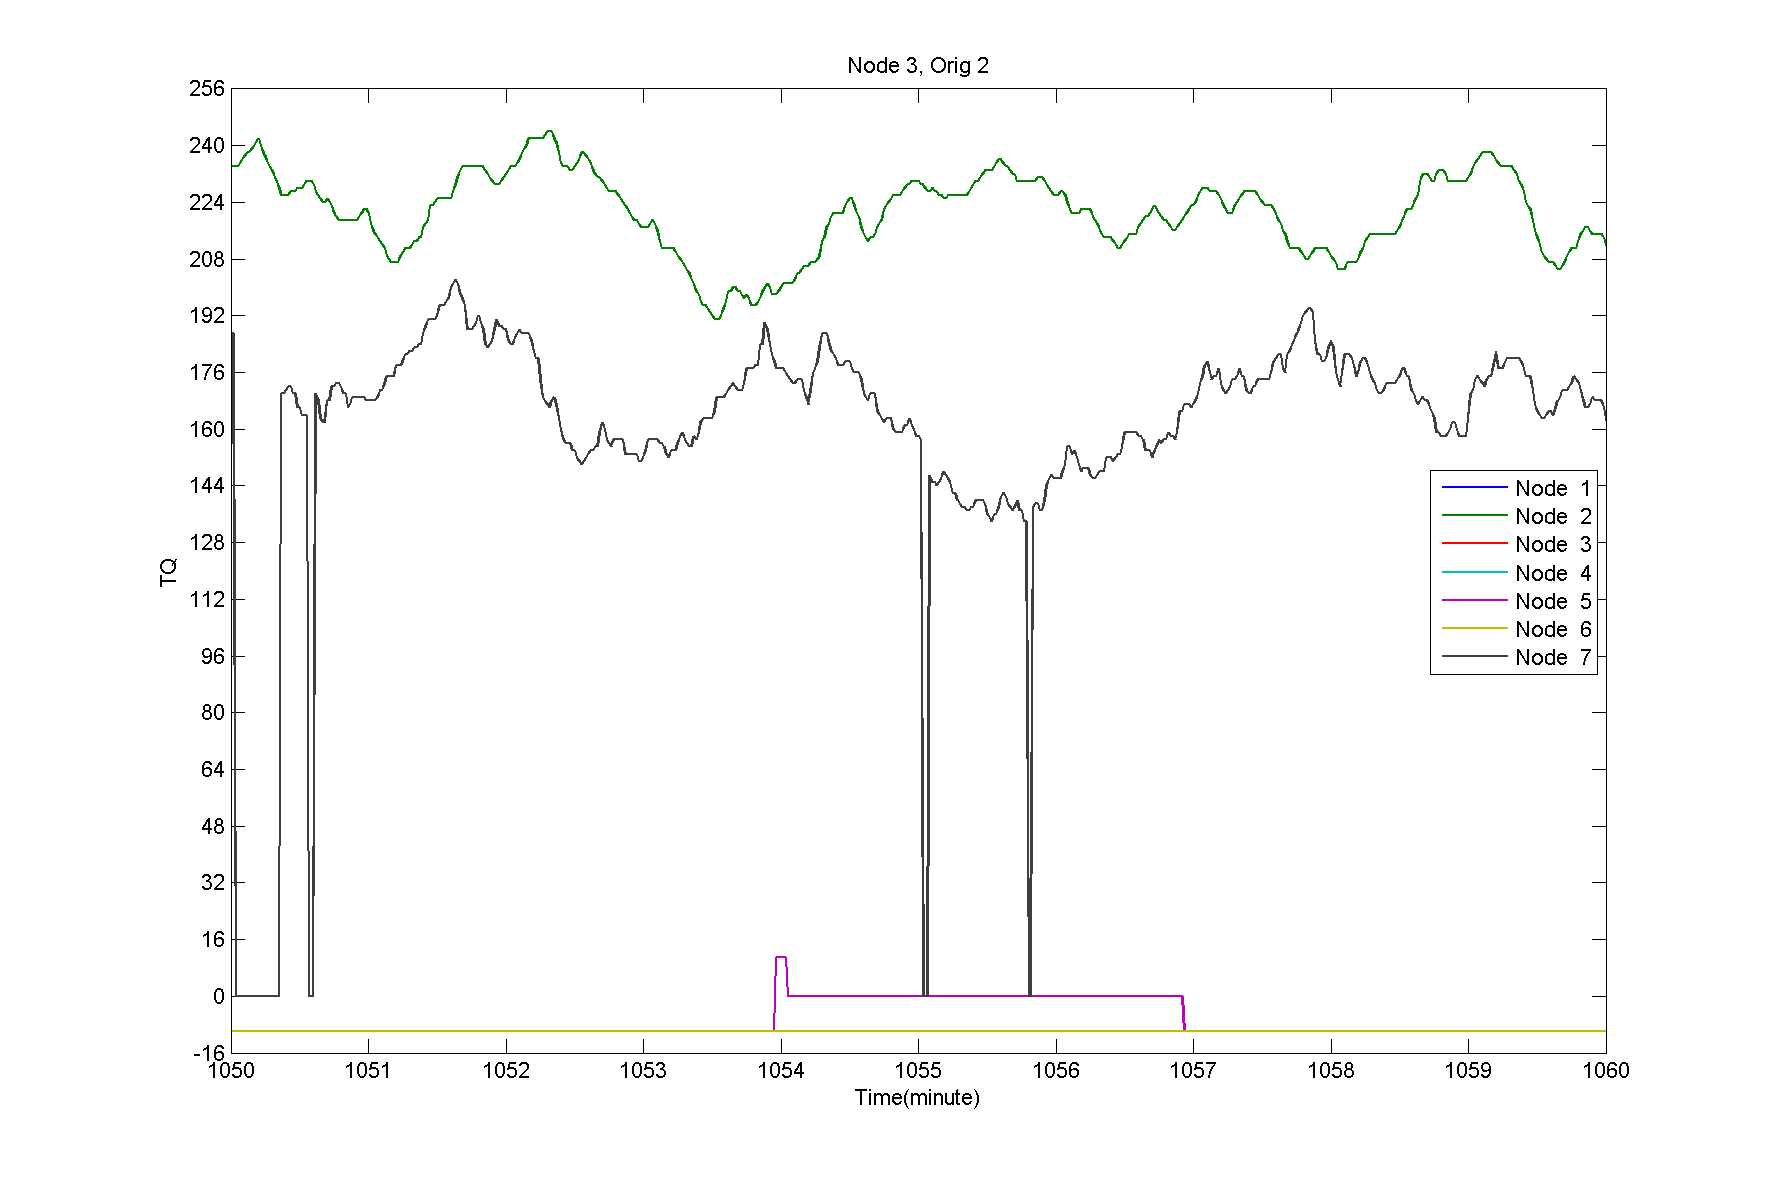 Node 3, Orig 2
256
240
224
208
192
176
160
144
128
112
96
80
64
48
32
16
0
-16
TQ
Node 1
Node 2
Node 3
Node 4
Node 5
Node 6
Node 7
1050 1051 1052 1053 1054 1055 1056 1057 1058 1059 1060
Time(minute)